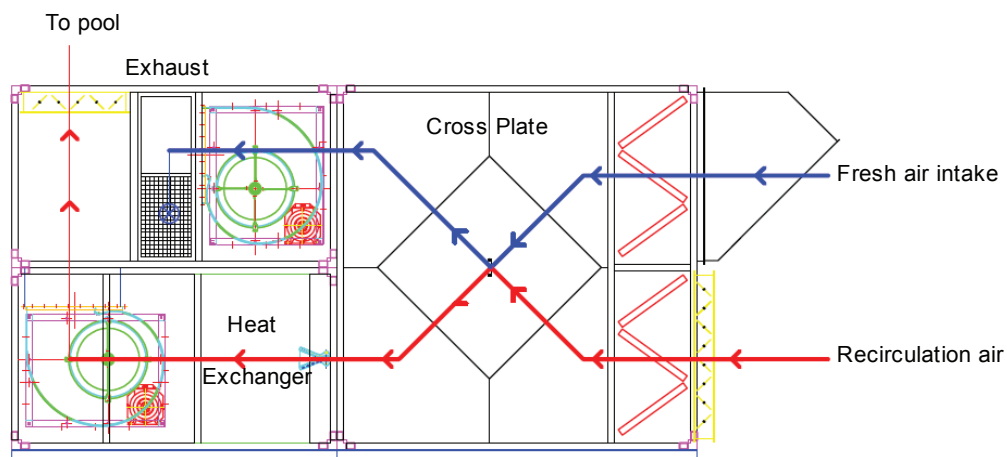 To pool
Exhaust
Cross Plate
Fresh air intake
Heat
Exchanger
Recirculation air